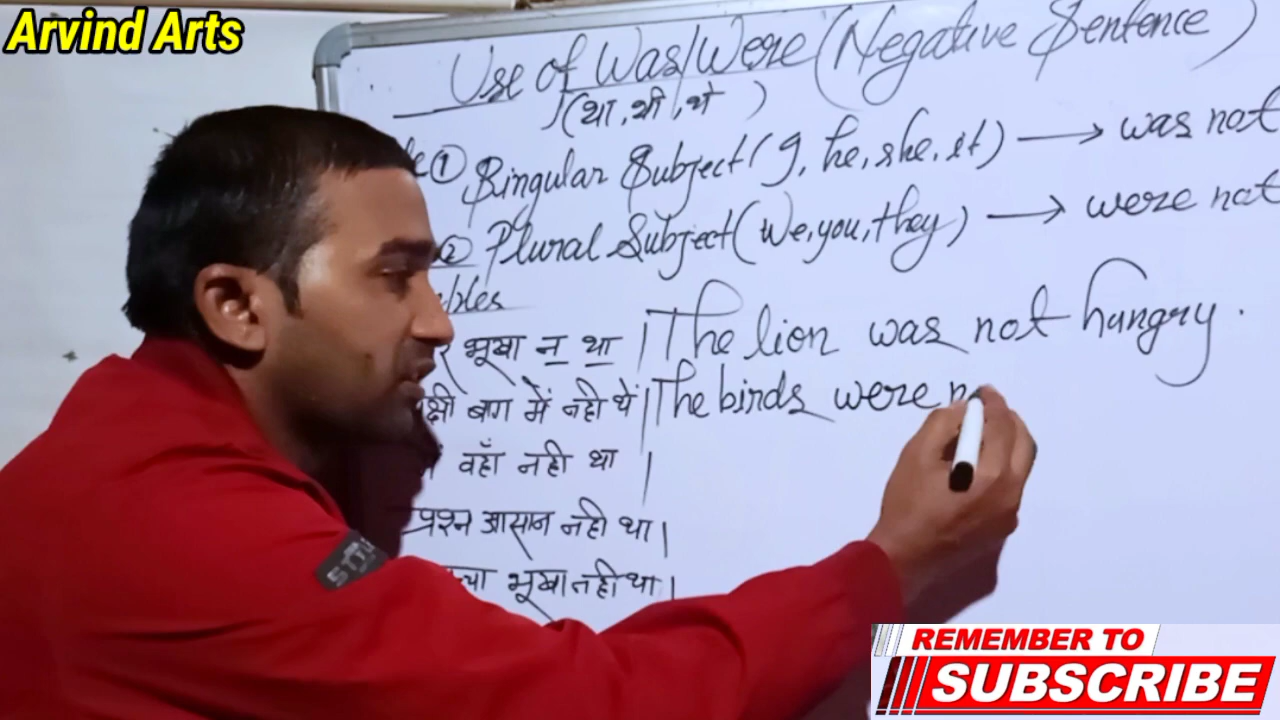 Arvind Arts
Use of Was/Were (Negative Sentence)
(था, थी, थे )
① Singular Subject ( I, he, she, it) → was not
② Plural Subject ( We, you, they) → were not
भूखा न था | The lion was not hungry.
बाग में नही थें | The birds were n
वहाँ नही था |
प्रश्न आसान नही था |
भूखा नही था |
STTU
REMEMBER TO
SUBSCRIBE